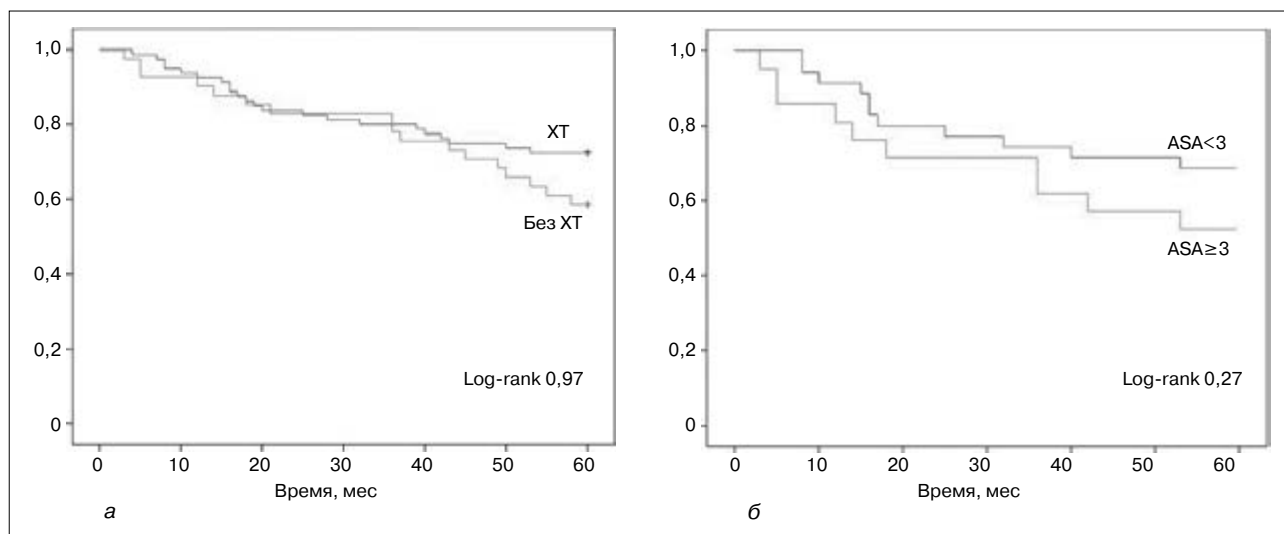 1,0
0,8
0,6
0,4
0,2
0
ХТ
Без ХТ
Log-rank 0,97
0 10 20 30 40 50 60
Время, мес
а
1,0
0,8
0,6
0,4
0,2
0
ASA<3
ASA≥3
Log-rank 0,27
0 10 20 30 40 50 60
Время, мес
б